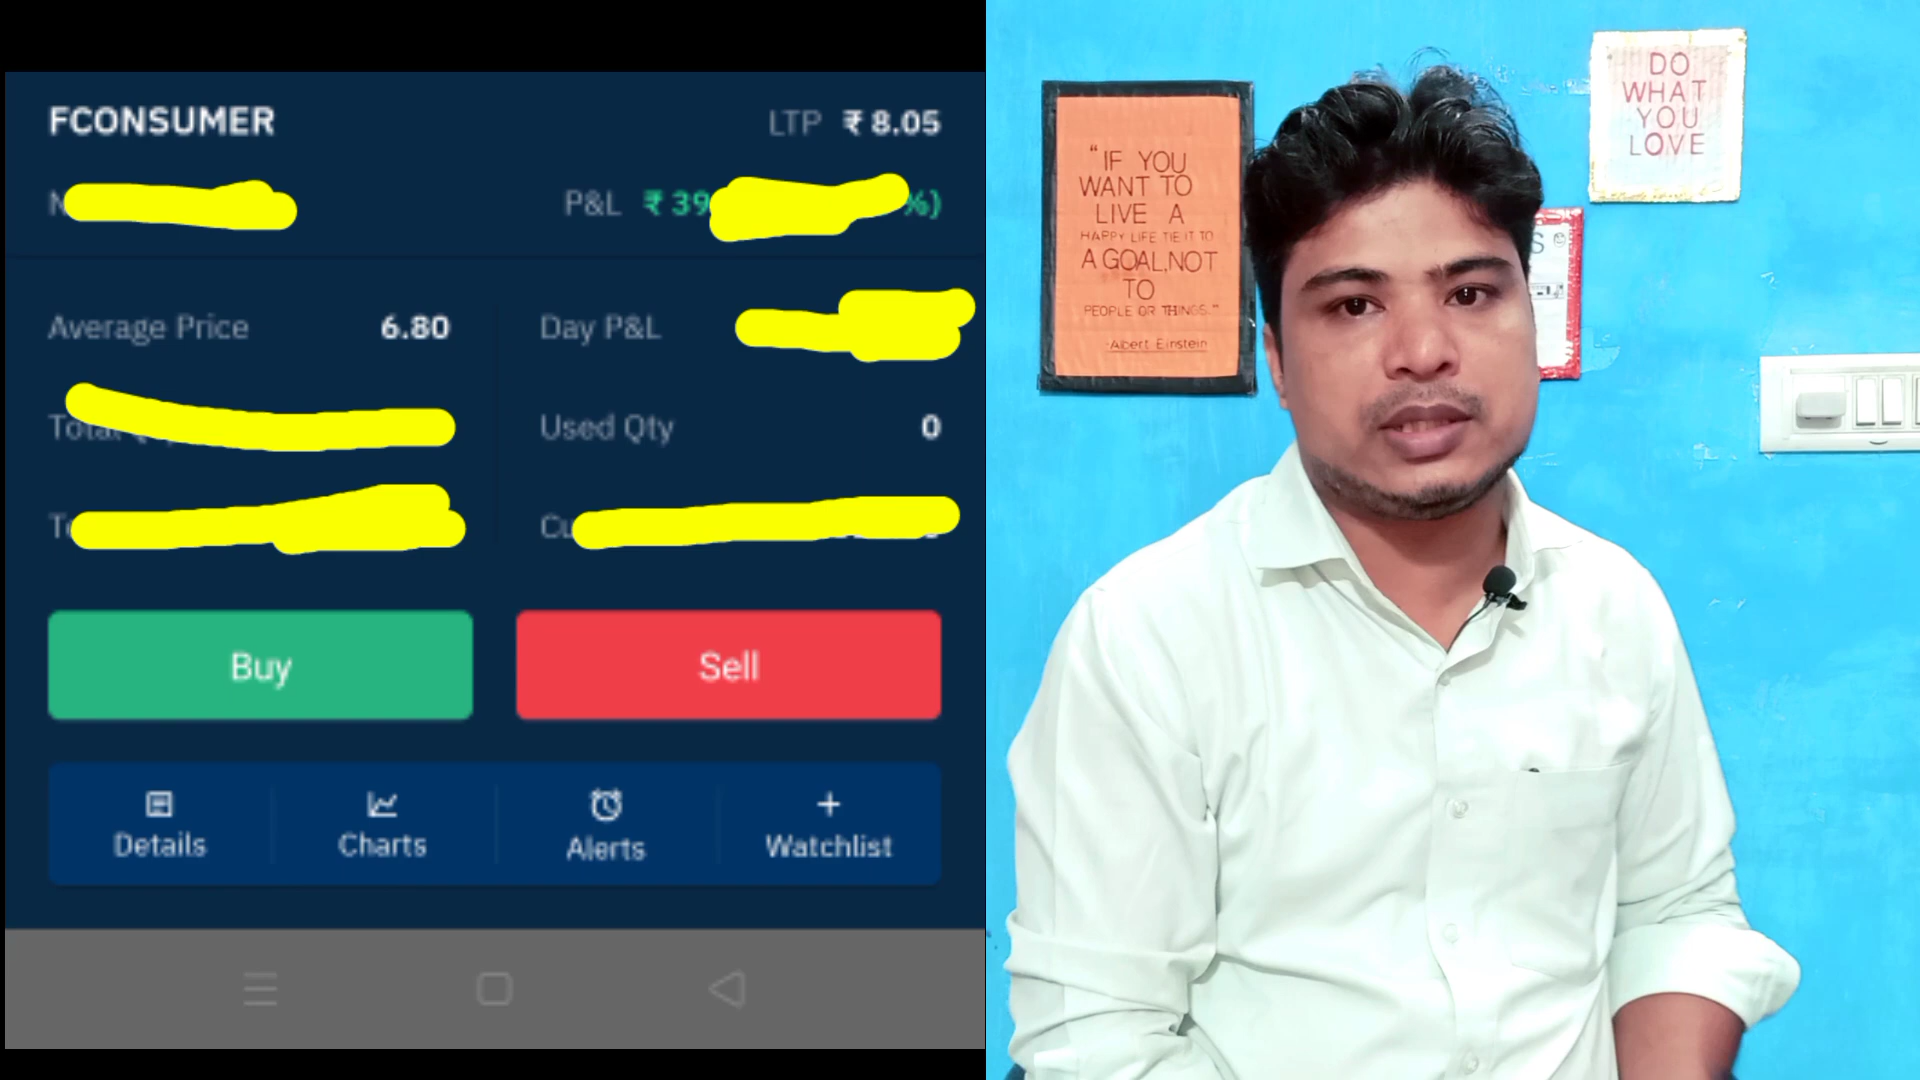 FCONSUMER
LTP ₹ 8.05
P&L ₹ 39 %)
Average Price 6.80
Day P&L
Used Qty 0
Buy
Sell
Details
Charts
Alerts
Watchlist
"IF YOU
WANT TO
LIVE A
HAPPY LIFE TIE IT TO
A GOAL,NOT
TO
PEOPLE OR THINGS."
-Albert Einstein
DO
WHAT
YOU
LOVE